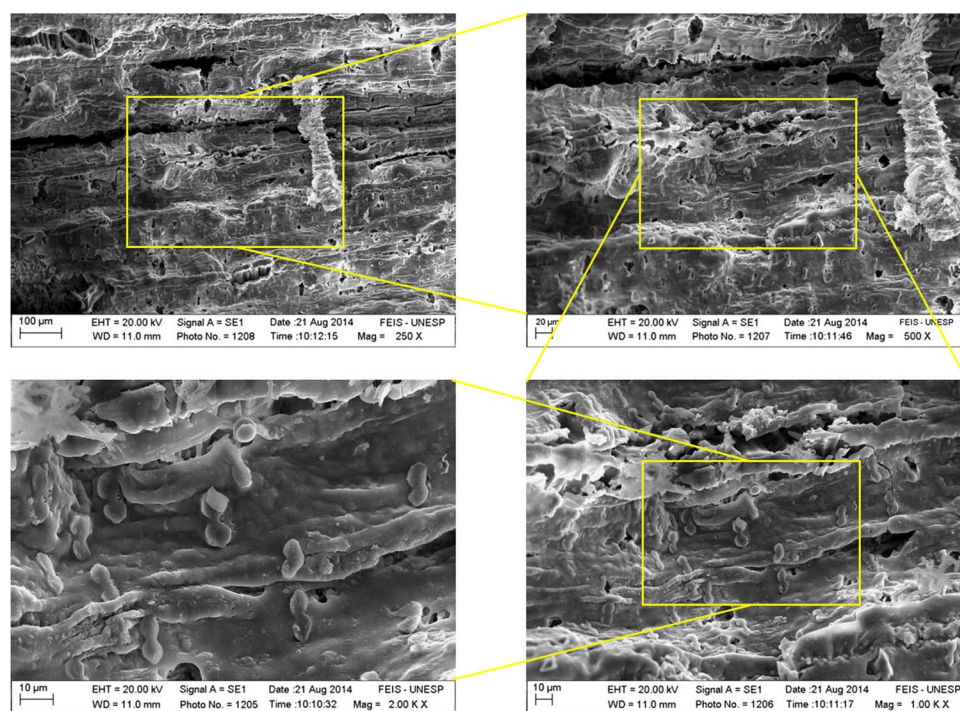 100 µm EHT = 20.00 kV Signal A = SE1 Date :21 Aug 2014 FEIS - UNESP
WD = 11.0 mm Photo No. = 1208 Time :10:12:15 Mag = 250 X
20 µm EHT = 20.00 kV Signal A = SE1 Date :21 Aug 2014 FEIS - UNESP
WD = 11.0 mm Photo No. = 1207 Time :10:11:46 Mag = 500 X
10 µm EHT = 20.00 kV Signal A = SE1 Date :21 Aug 2014 FEIS - UNESP
WD = 11.0 mm Photo No. = 1205 Time :10:10:32 Mag = 2.00 K X
10 µm EHT = 20.00 kV Signal A = SE1 Date :21 Aug 2014 FEIS - UNESP
WD = 11.0 mm Photo No. = 1206 Time :10:11:17 Mag = 1.00 K X